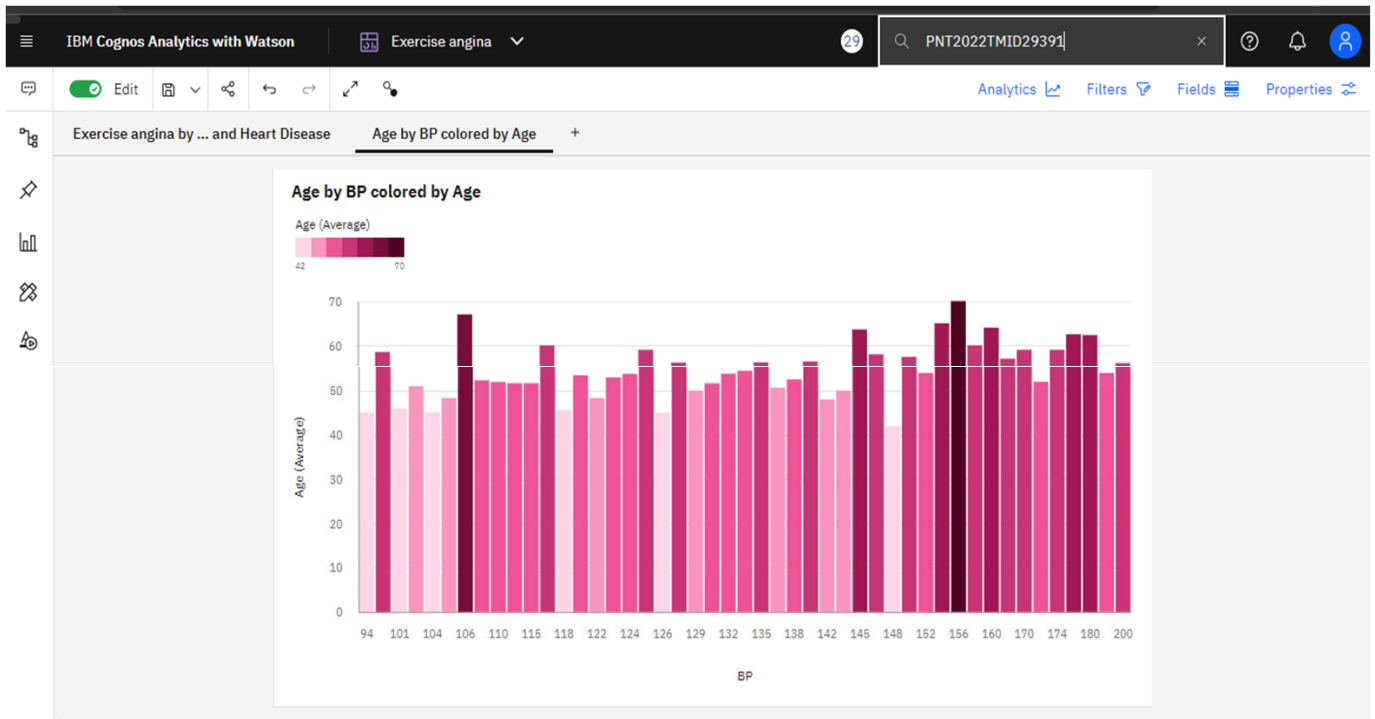 IBM Cognos Analytics with Watson
Exercise angina
29
PNT2022TMID29391
Edit
Analytics
Filters
Fields
Properties
Exercise angina by ... and Heart Disease
Age by BP colored by Age
+
Age by BP colored by Age
Age (Average)
42 70
70
60
50
40
30
20
10
0
Age (Average)
94 101 104 106 110 115 118 122 124 126 129 132 135 138 142 145 148 152 156 160 170 174 180 200
BP